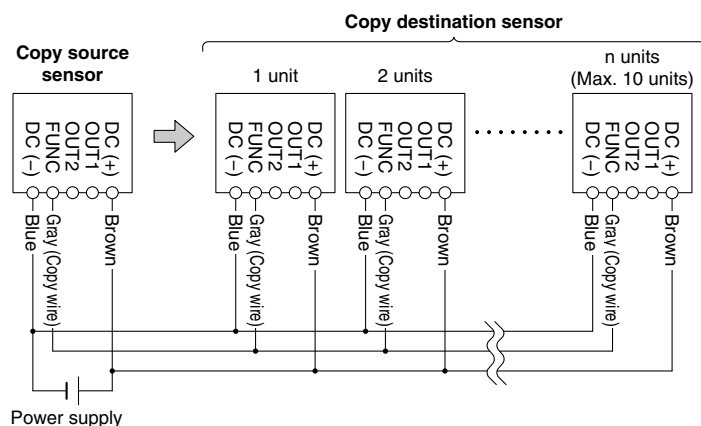 Copy destination sensor
Copy source
sensor
1 unit
2 units
n units
(Max. 10 units)
DC (−)
FUNC
OUT2
OUT1
DC (+)
DC (−)
FUNC
OUT2
OUT1
DC (+)
DC (−)
FUNC
OUT2
OUT1
DC (+)
DC (−)
FUNC
OUT2
OUT1
DC (+)
Blue
Gray (Copy wire)
Brown
Blue
Gray (Copy wire)
Brown
Blue
Gray (Copy wire)
Brown
Blue
Gray (Copy wire)
Brown
Power supply